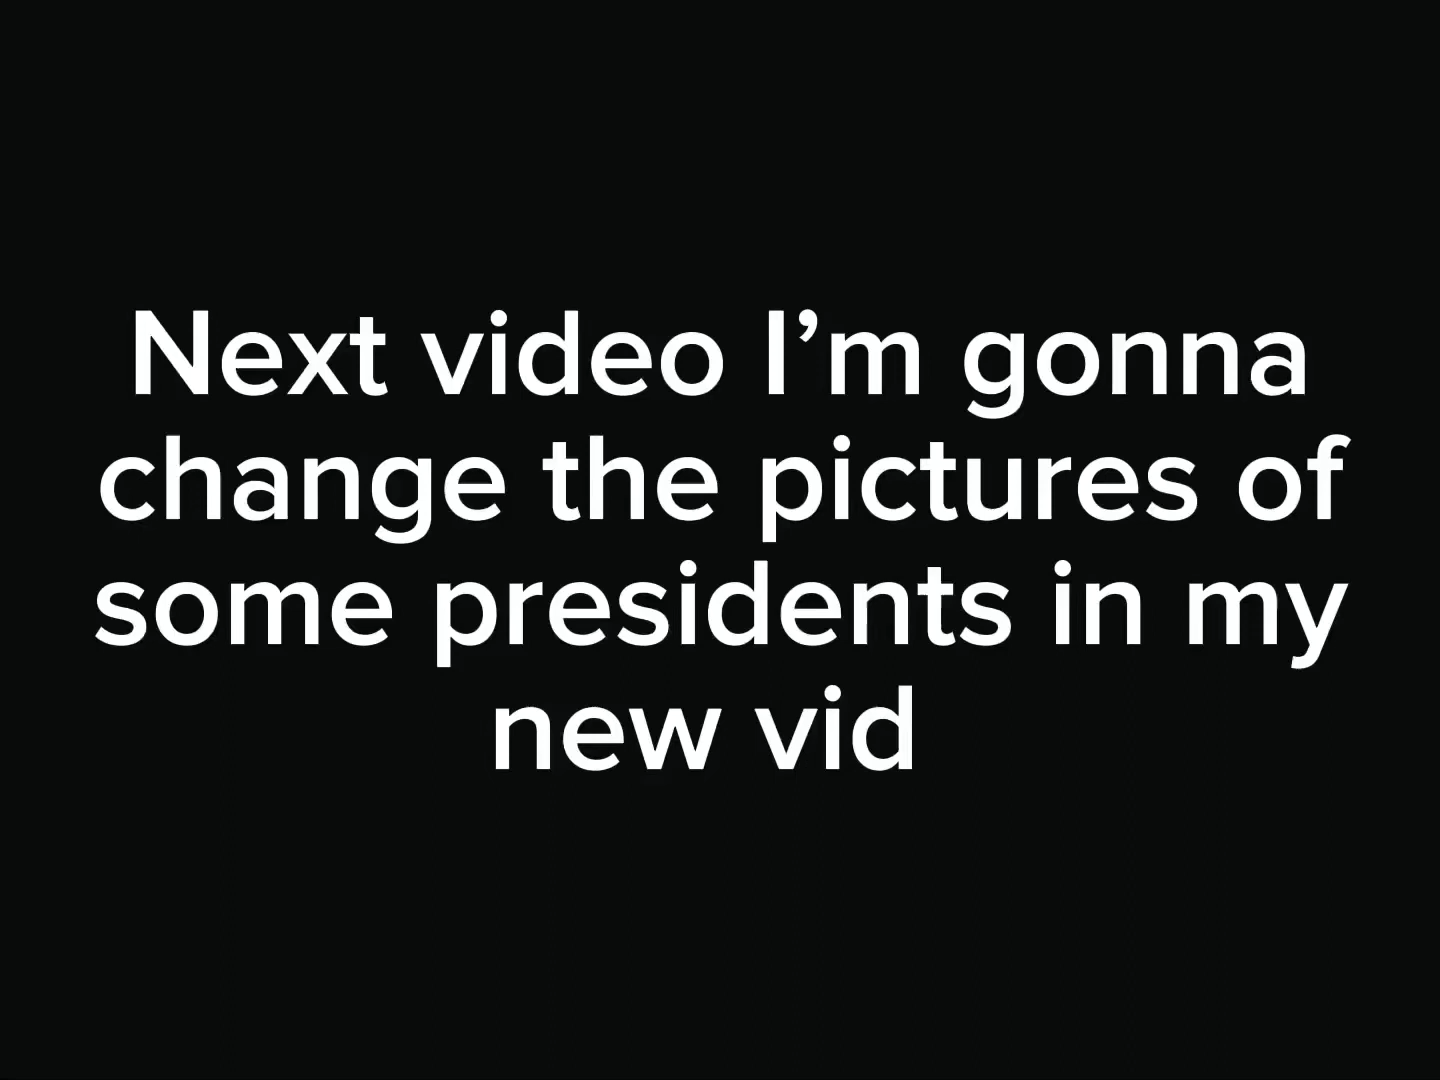 Next video I’m gonna
change the pictures of
some presidents in my
new vid